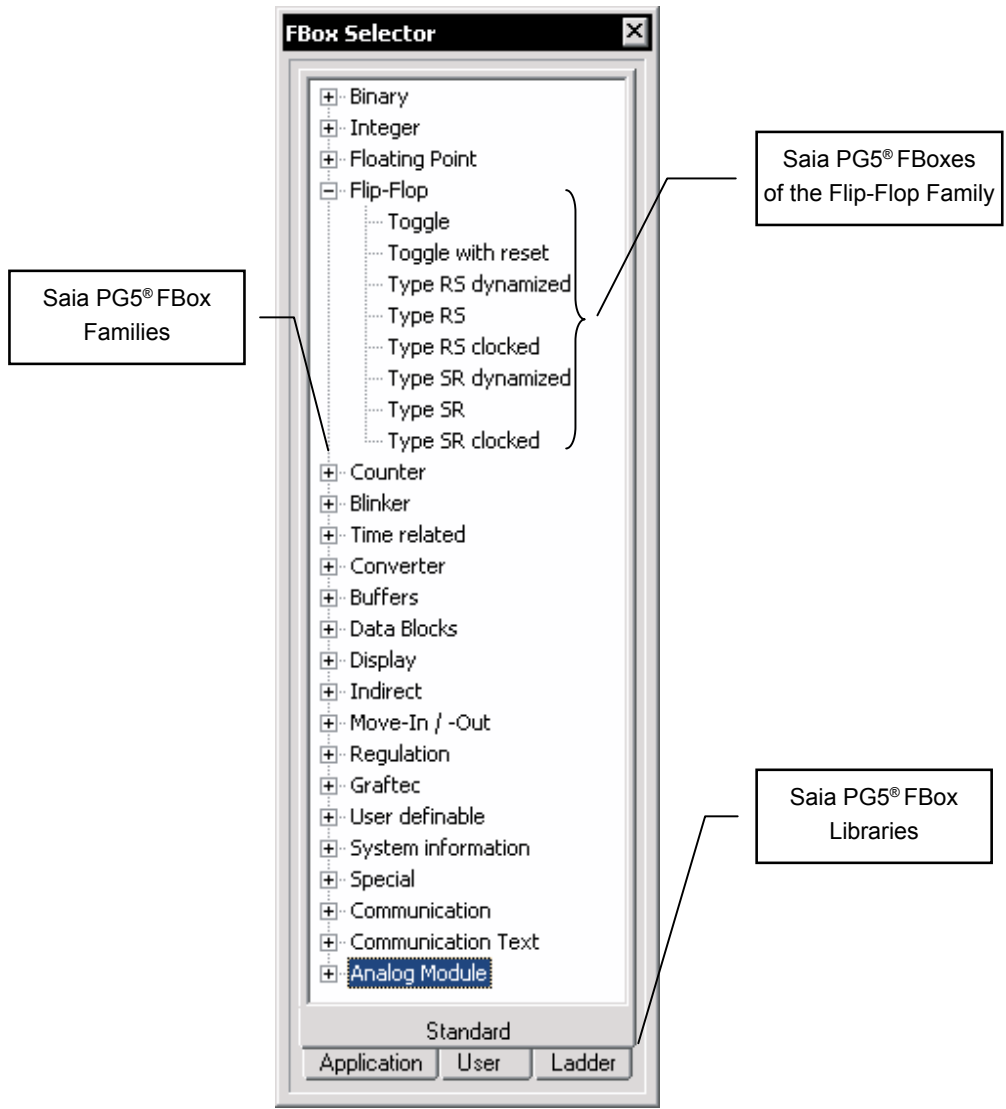 FBox Selector
Binary
Integer
Floating Point
Flip-Flop
Toggle
Toggle with reset
Type RS dynamized
Type RS
Type RS clocked
Type SR dynamized
Type SR
Type SR clocked
Counter
Blinker
Time related
Converter
Buffers
Data Blocks
Display
Indirect
Move-In / -Out
Regulation
Graftec
User definable
System information
Special
Communication
Communication Text
Analog Module
Standard
Application User Ladder
Saia PG5® FBox
Families
Saia PG5® FBoxes
of the Flip-Flop Family
Saia PG5® FBox
Libraries